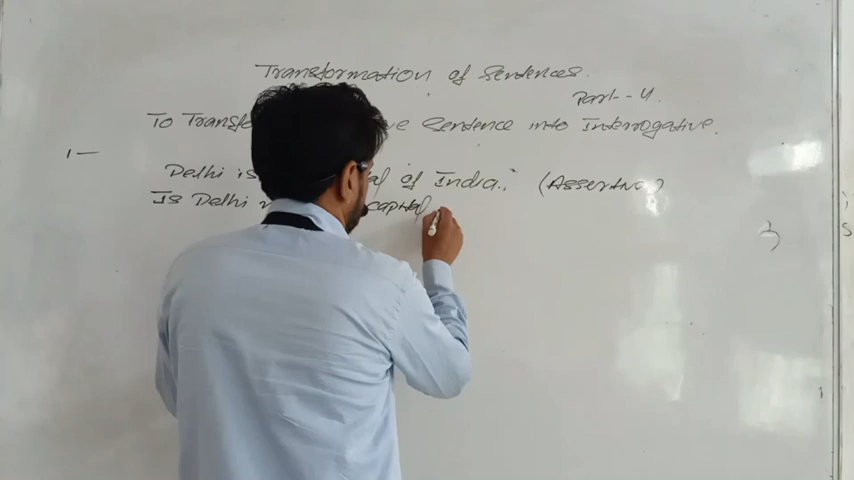 Transformation of Sentences.
Part-- 4.
To Transfo Sentence into Interrogative.
1 —
Delhi is of India. (Assertive)
Is Delhi capital